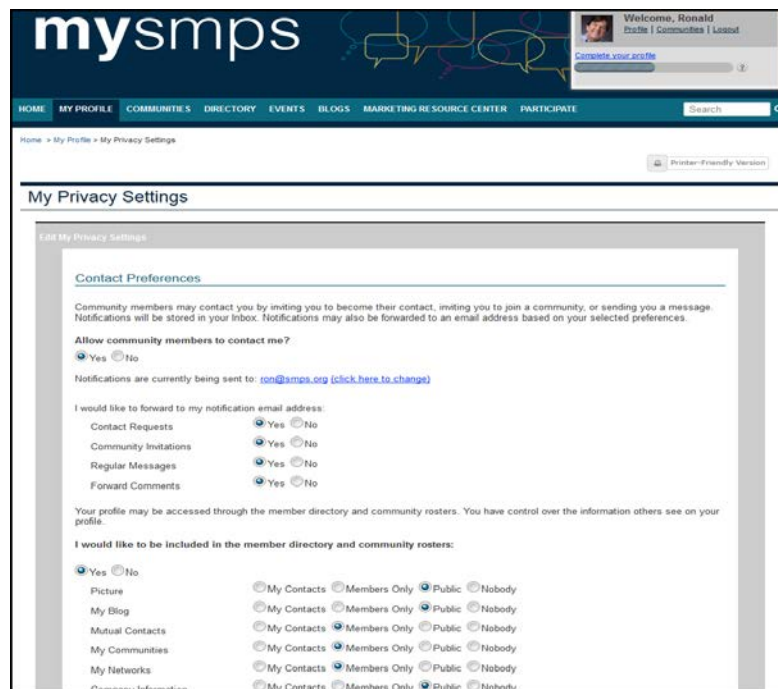 mysmps
Welcome, Ronald
Profile | Communities | Logout
Complete your profile
HOME MY PROFILE COMMUNITIES DIRECTORY EVENTS BLOGS MARKETING RESOURCE CENTER PARTICIPATE Search
Home > My Profile > My Privacy Settings
Printer-Friendly Version
My Privacy Settings
Edit My Privacy Settings
Contact Preferences
Community members may contact you by inviting you to become their contact, inviting you to join a community, or sending you a message.
Notifications will be stored in your Inbox. Notifications may also be forwarded to an email address based on your selected preferences.
Allow community members to contact me?
Yes No
Notifications are currently being sent to: ron@smps.org (click here to change)
I would like to forward to my notification email address:
Contact Requests Yes No
Community Invitations Yes No
Regular Messages Yes No
Forward Comments Yes No
Your profile may be accessed through the member directory and community rosters. You have control over the information others see on your
profile.
I would like to be included in the member directory and community rosters:
Yes No
Picture My Contacts Members Only Public Nobody
My Blog My Contacts Members Only Public Nobody
Mutual Contacts My Contacts Members Only Public Nobody
My Communities My Contacts Members Only Public Nobody
My Networks My Contacts Members Only Public Nobody
Company Information My Contacts Members Only Public Nobody